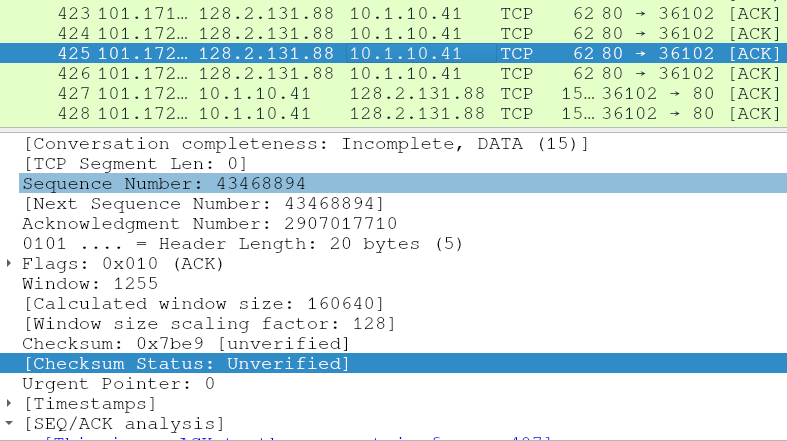 423 101.171… 128.2.131.88 10.1.10.41 TCP 62 80 → 36102 [ACK]
424 101.172… 128.2.131.88 10.1.10.41 TCP 62 80 → 36102 [ACK]
425 101.172… 128.2.131.88 10.1.10.41 TCP 62 80 → 36102 [ACK]
426 101.172… 128.2.131.88 10.1.10.41 TCP 62 80 → 36102 [ACK]
427 101.172… 10.1.10.41 128.2.131.88 TCP 15… 36102 → 80 [ACK]
428 101.172… 10.1.10.41 128.2.131.88 TCP 15… 36102 → 80 [ACK]
[Conversation completeness: Incomplete, DATA (15)]
[TCP Segment Len: 0]
Sequence Number: 43468894
[Next Sequence Number: 43468894]
Acknowledgment Number: 2907017710
0101 .... = Header Length: 20 bytes (5)
Flags: 0x010 (ACK)
Window: 1255
[Calculated window size: 160640]
[Window size scaling factor: 128]
Checksum: 0x7be9 [unverified]
[Checksum Status: Unverified]
Urgent Pointer: 0
[Timestamps]
[SEQ/ACK analysis]